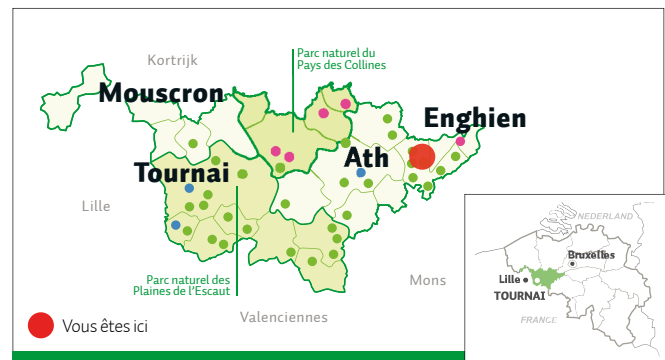 Kortrijk
Parc naturel du
Pays des Collines
Mouscron
Enghien
Ath
Tournai
Lille
Parc naturel des
Plaines de l'Escaut
Mons
Valenciennes
Vous êtes ici
NEDERLAND
Bruxelles
Lille
TOURNAI
FRANCE